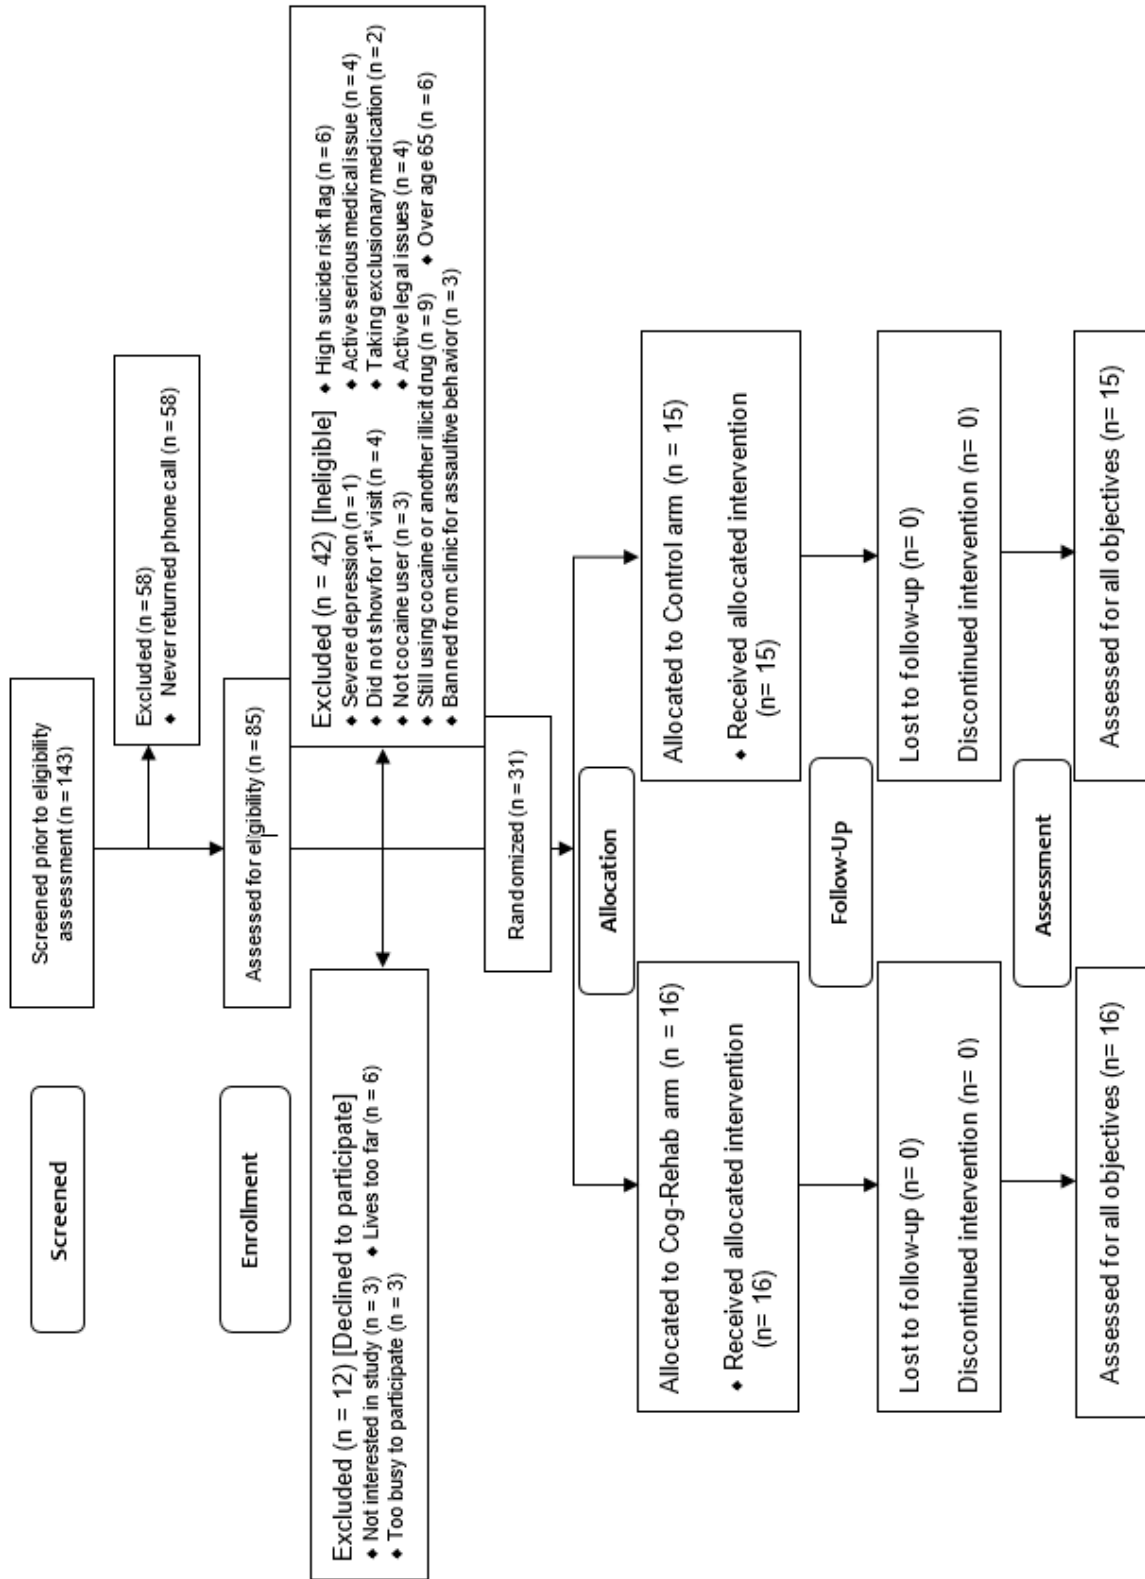 Screened
Screened prior to eligibility
assessment (n = 143)
Excluded (n = 58)
♦ Never returned phone call (n = 58)
Enrollment
Assessed for eligibility (n = 85)
Excluded (n = 12) [Declined to participate]
♦ Not interested in study (n = 3) ♦ Lives too far (n = 6)
♦ Too busy to participate (n = 3)
Excluded (n = 42) [Ineligible] ♦ High suicide risk flag (n = 6)
♦ Severe depression (n = 1) ♦ Active serious medical issue (n = 4)
♦ Did not show for 1st visit (n = 4) ♦ Taking exclusionary medication (n = 2)
♦ Not cocaine user (n = 3) ♦ Active legal issues (n = 4)
♦ Still using cocaine or another illicit drug (n = 9) ♦ Over age 65 (n = 6)
♦ Banned from clinic for assaultive behavior (n = 3)
Randomized (n = 31)
Allocation
Allocated to Cog-Rehab arm (n = 16)
♦ Received allocated intervention
(n= 16)
Allocated to Control arm (n = 15)
♦ Received allocated intervention
(n= 15)
Follow-Up
Lost to follow-up (n= 0)
Discontinued intervention (n= 0)
Lost to follow-up (n= 0)
Discontinued intervention (n= 0)
Assessment
Assessed for all objectives (n= 16)
Assessed for all objectives (n= 15)